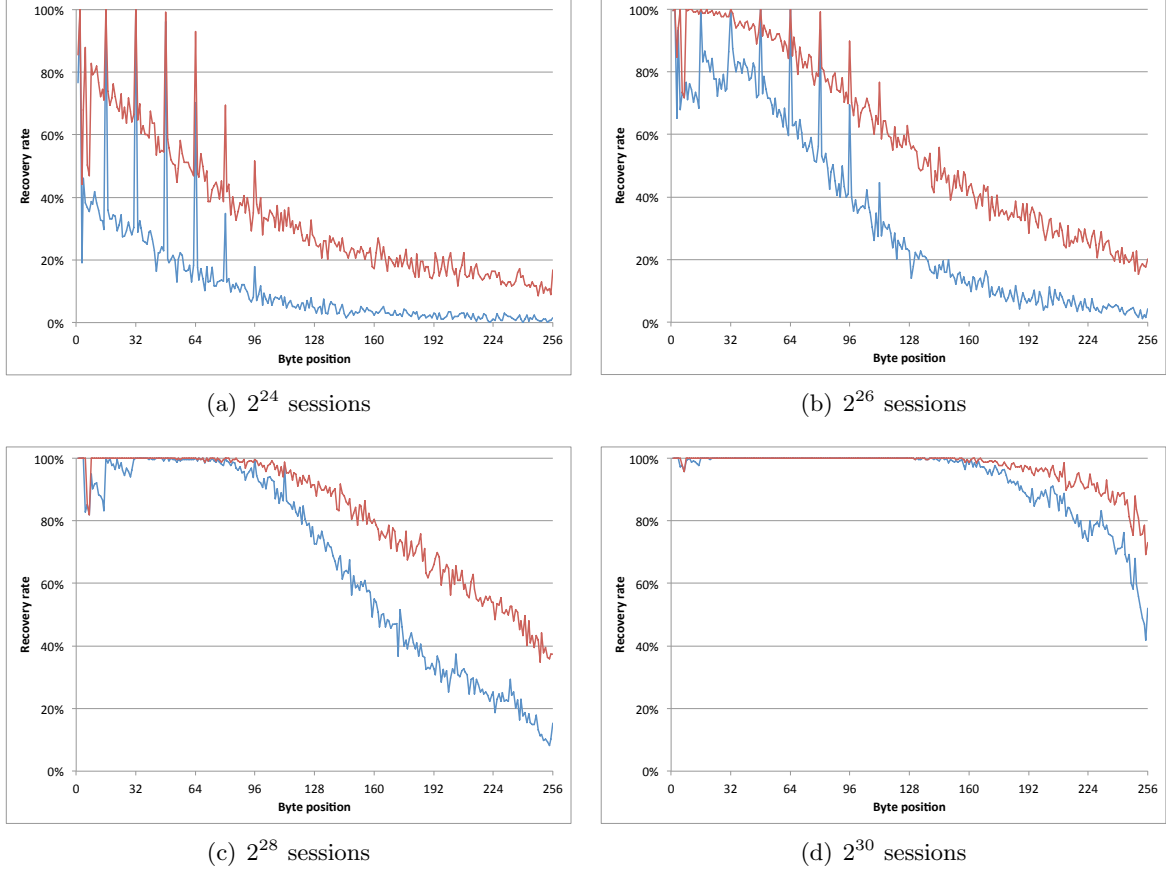 100%
80%
60%
40%
20%
0%
Recovery rate
0 32 64 96 128 160 192 224 256
Byte position
(a) 2^24 sessions
100%
80%
60%
40%
20%
0%
Recovery rate
0 32 64 96 128 160 192 224 256
Byte position
(b) 2^26 sessions
100%
80%
60%
40%
20%
0%
Recovery rate
0 32 64 96 128 160 192 224 256
Byte position
(c) 2^28 sessions
100%
80%
60%
40%
20%
0%
Recovery rate
0 32 64 96 128 160 192 224 256
Byte position
(d) 2^30 sessions